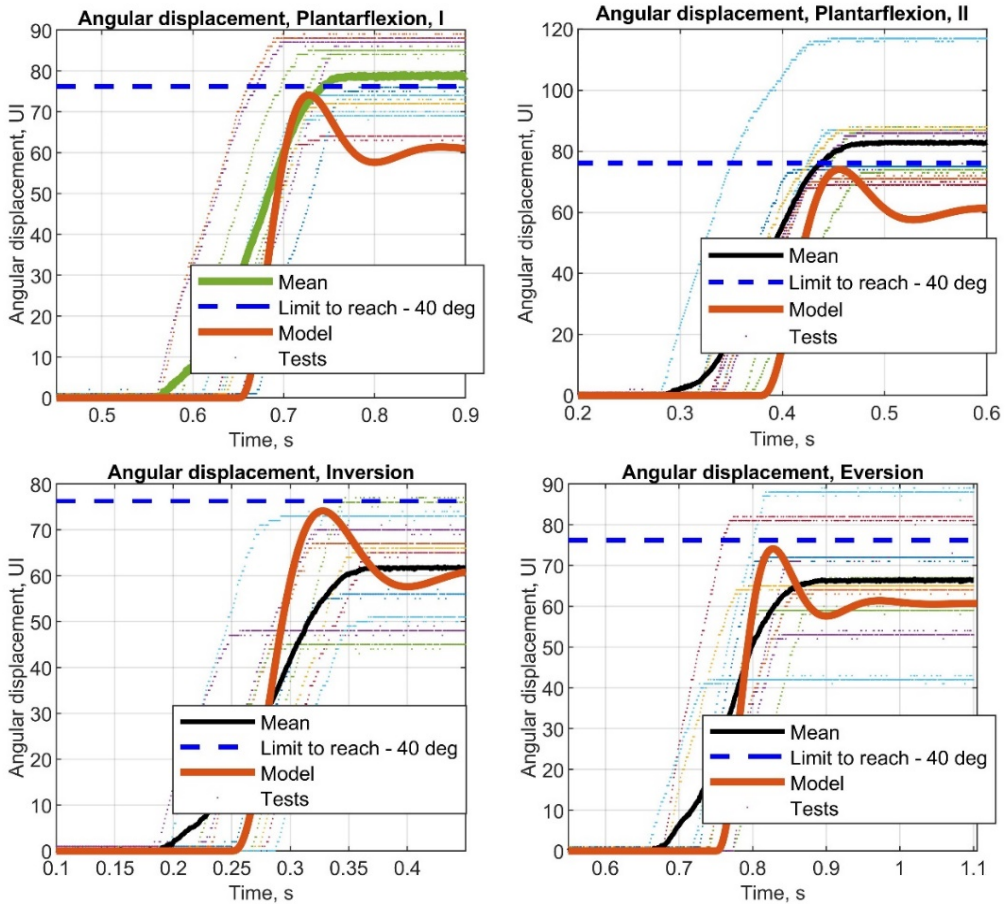 Angular displacement, Plantarflexion, I
Angular displacement, UI
90
80
70
60
50
40
30
20
10
0
Mean
Limit to reach - 40 deg
Model
Tests
0.5
0.6
0.7
0.8
0.9
Time, s
Angular displacement, Plantarflexion, II
Angular displacement, UI
120
100
80
60
40
20
0
Mean
Limit to reach - 40 deg
Model
Tests
0.2
0.3
0.4
0.5
0.6
Time, s
Angular displacement, Inversion
Angular displacement, UI
80
70
60
50
40
30
20
10
0
Mean
Limit to reach - 40 deg
Model
Tests
0.1
0.15
0.2
0.25
0.3
0.35
0.4
Time, s
Angular displacement, Eversion
Angular displacement, UI
90
80
70
60
50
40
30
20
10
0
Mean
Limit to reach - 40 deg
Model
Tests
0.6
0.7
0.8
0.9
1
1.1
Time, s